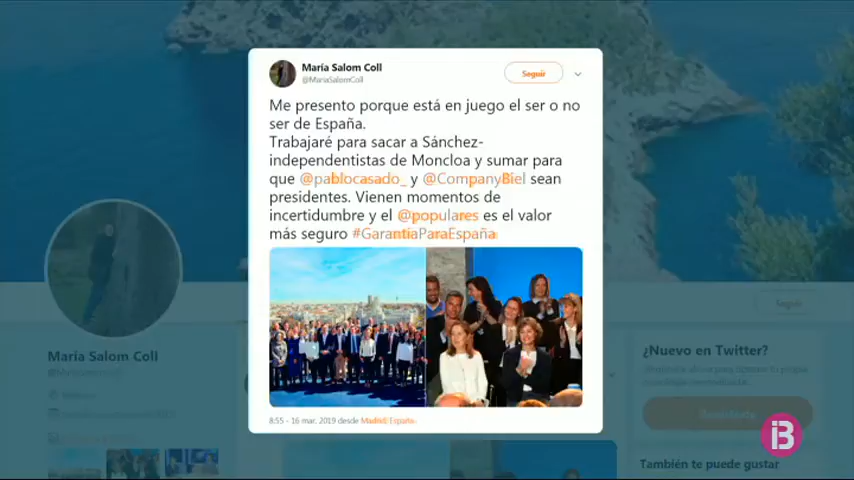 María Salom Coll
@MariaSalomColl
Seguir
Me presento porque está en juego el ser o no
ser de España.
Trabajaré para sacar a Sánchez-
independentistas de Moncloa y sumar para
que @pablocasado_ y @CompanyBiel sean
presidentes. Vienen momentos de
incertidumbre y el @populares es el valor
más seguro #GarantíaParaEspaña
8:55 - 16 mar. 2019 desde Madrid, España
Seguir
María Salom Coll
¿Nuevo en Twitter?
También te puede gustar
IB